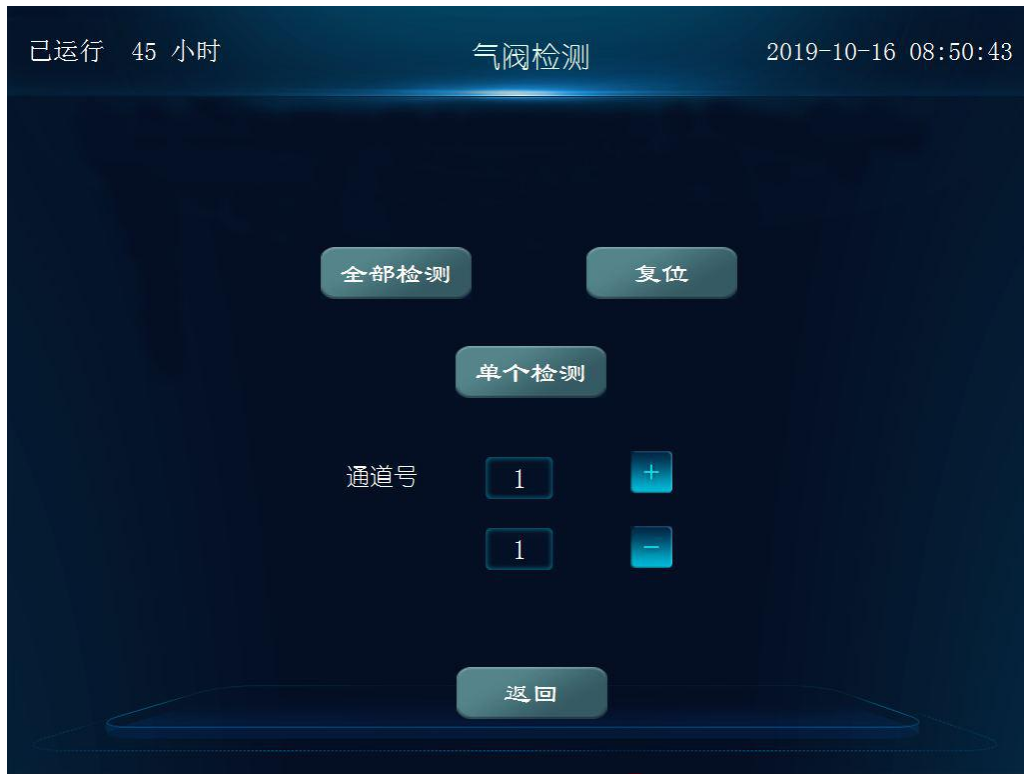 已运行 45 小时 气阀检测 2019-10-16 08:50:43
全部检测 复位
单个检测
通道号 1 +
1 -
返回